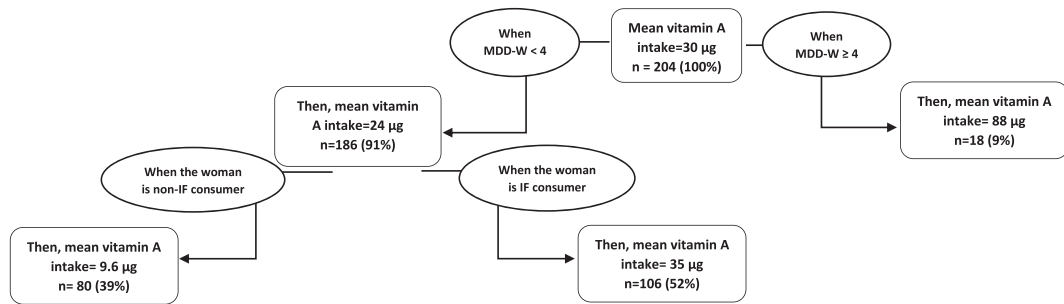 When
MDD-W < 4
Mean vitamin A
intake=30 µg
n = 204 (100%)
When
MDD-W ≥ 4
Then, mean vitamin
A intake=24 µg
n=186 (91%)
Then, mean vitamin A
intake= 88 µg
n=18 (9%)
When the woman
is non-IF consumer
When the woman
is IF consumer
Then, mean vitamin A
intake= 9.6 µg
n= 80 (39%)
Then, mean vitamin A
intake= 35 µg
n=106 (52%)